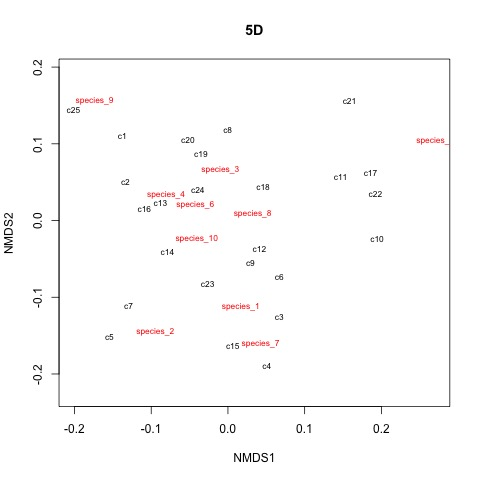 5D
0.2
species_9
c25
c21
c8
c1
c20
0.1
species_
c19
species_3
c17
c11
c5
c18
c24
species_4
c22
c13
species_6
c16
species_8
0.0
species_10
c10
c12
c14
c9
c6
c23
NMDS2
-0.1
c7
species_1
c3
species_2
c5
c15
species_7
c4
-0.2
-0.2
-0.1
0.0
0.1
0.2
NMDS1